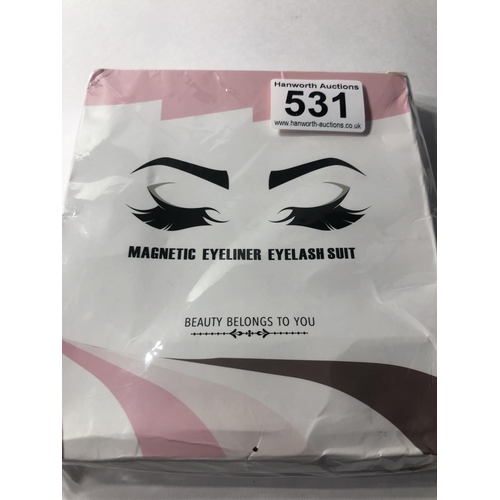 Hanworth Auctions
531
www.hanworth-auctions.co.uk
MAGNETIC EYELINER EYELASH SUIT
BEAUTY BELONGS TO YOU